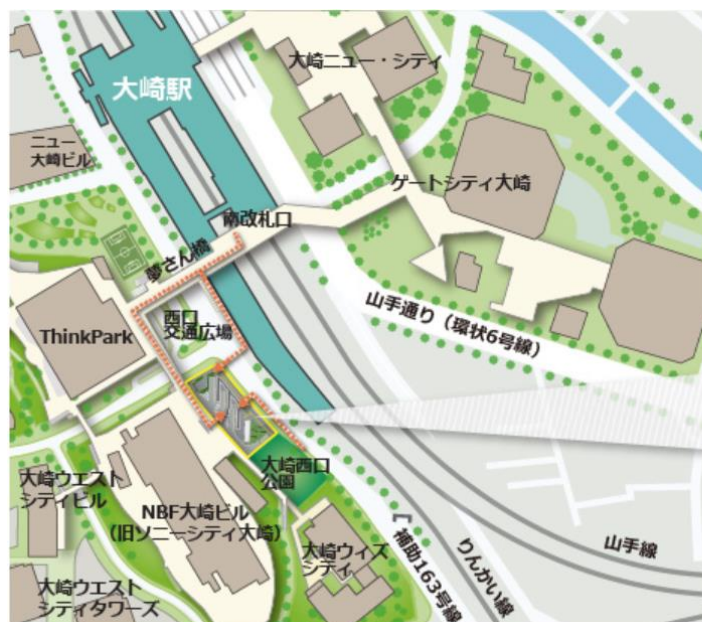 大崎駅
大崎ニュー・シティ
ニュー
大崎ビル
ゲートシティ大崎
南改札口
夢さん橋
山手通り（環状6号線）
西口
交通広場
ThinkPark
大崎西口
公園
大崎ウエスト
シティビル
NBF大崎ビル
（旧ソニーシティ大崎）
大崎ウィズ
シティ
『補助163号線
りんかい線
山手線
大崎ウエスト
シティタワーズ